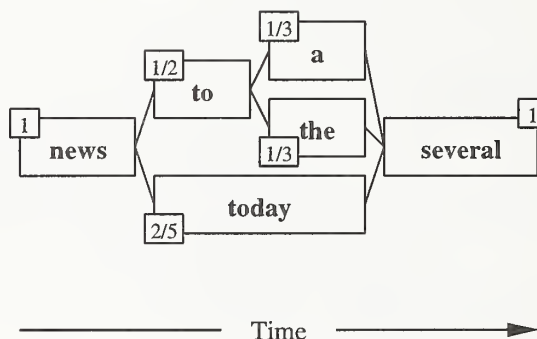 1/3
a
1/2
to
1
1
news
the
several
1/3
today
2/5
Time